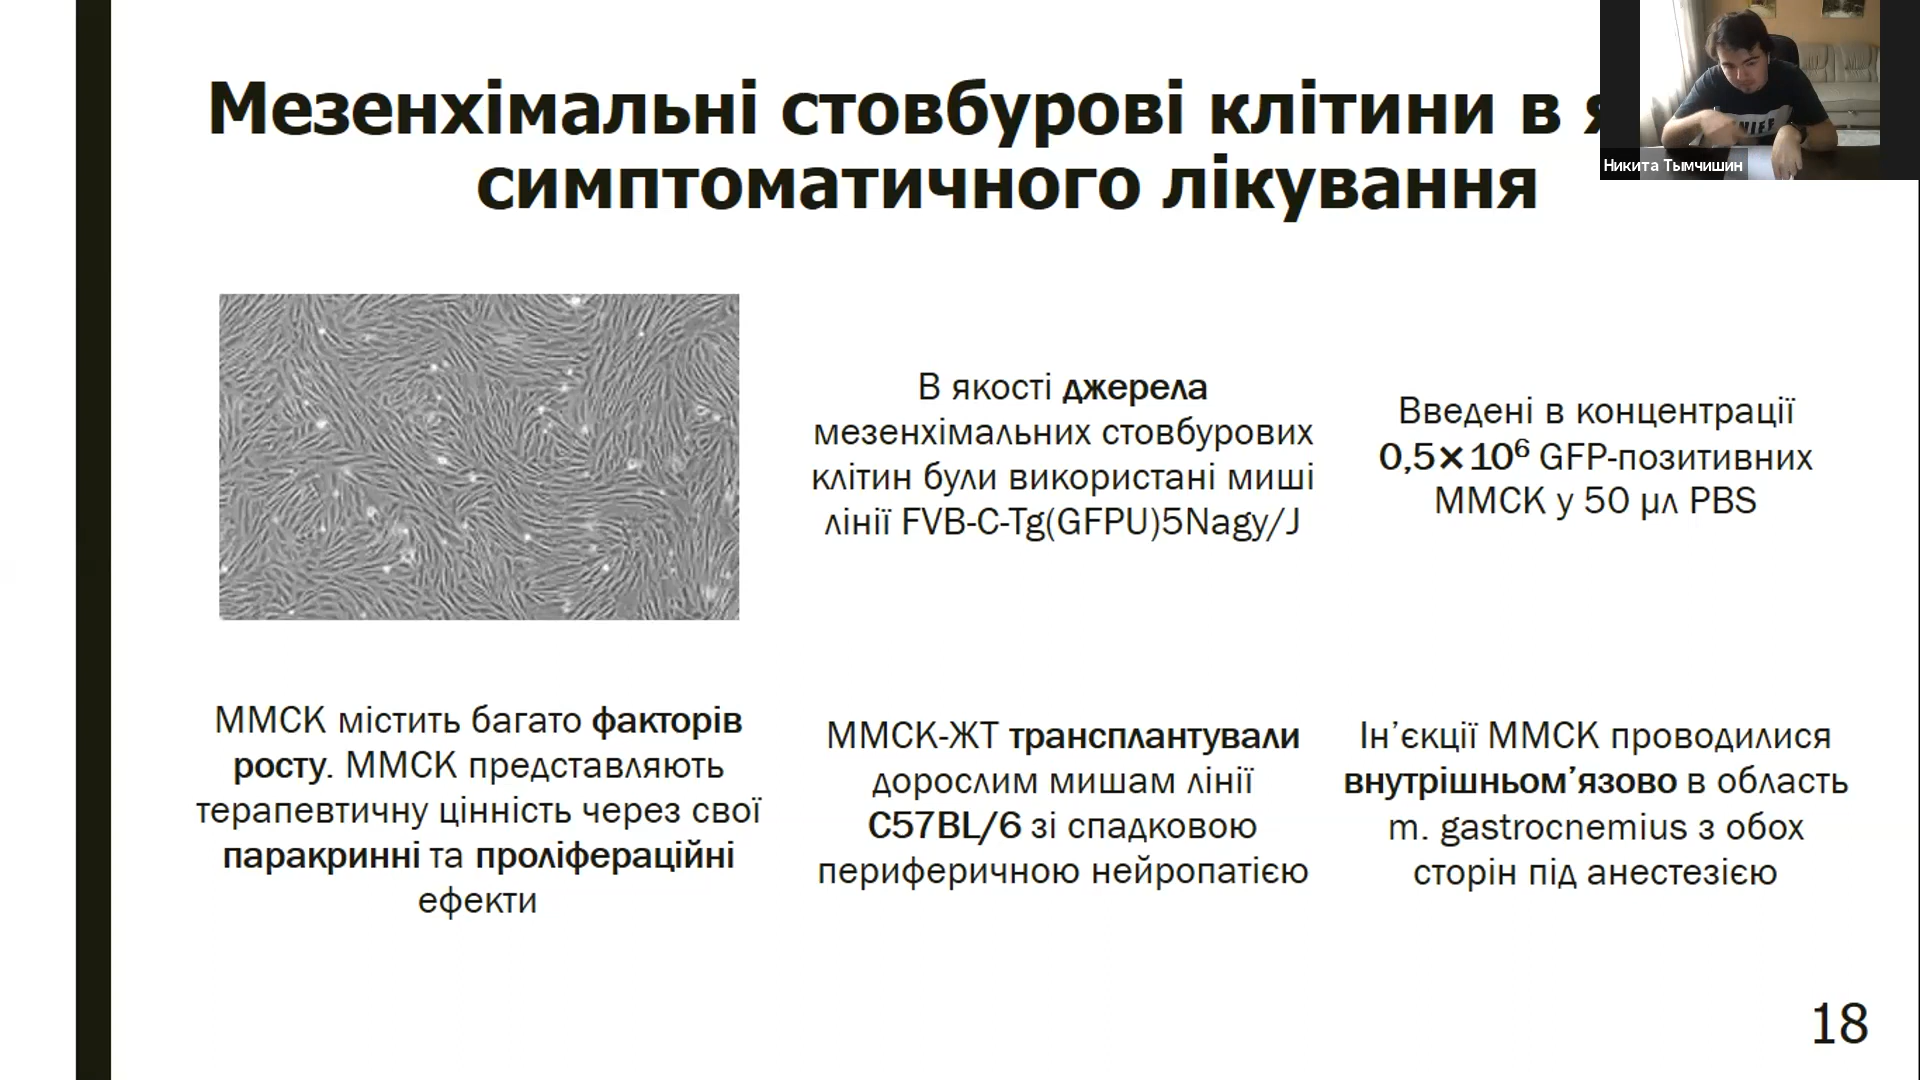 Мезенхімальні стовбурові клітини в
симптоматичного лікування
Никита Тымчишин
В якості джерела
мезенхімальних стовбурових
клітин були використані миші
лінії FVB-C-Tg(GFPU)5Nagy/J
Введені в концентрації
0,5×10⁶ GFP-позитивних
ММСК у 50 µл PBS
ММСК містить багато факторів
росту. ММСК представляють
терапевтичну цінність через свої
паракринні та проліфераційні
ефекти
ММСК-ЖТ трансплантували
дорослим мишам лінії
C57BL/6 зі спадковою
периферичною нейропатією
Ін’єкції ММСК проводилися
внутрішньом’язово в область
m. gastrocnemius з обох
сторін під анестезією
18